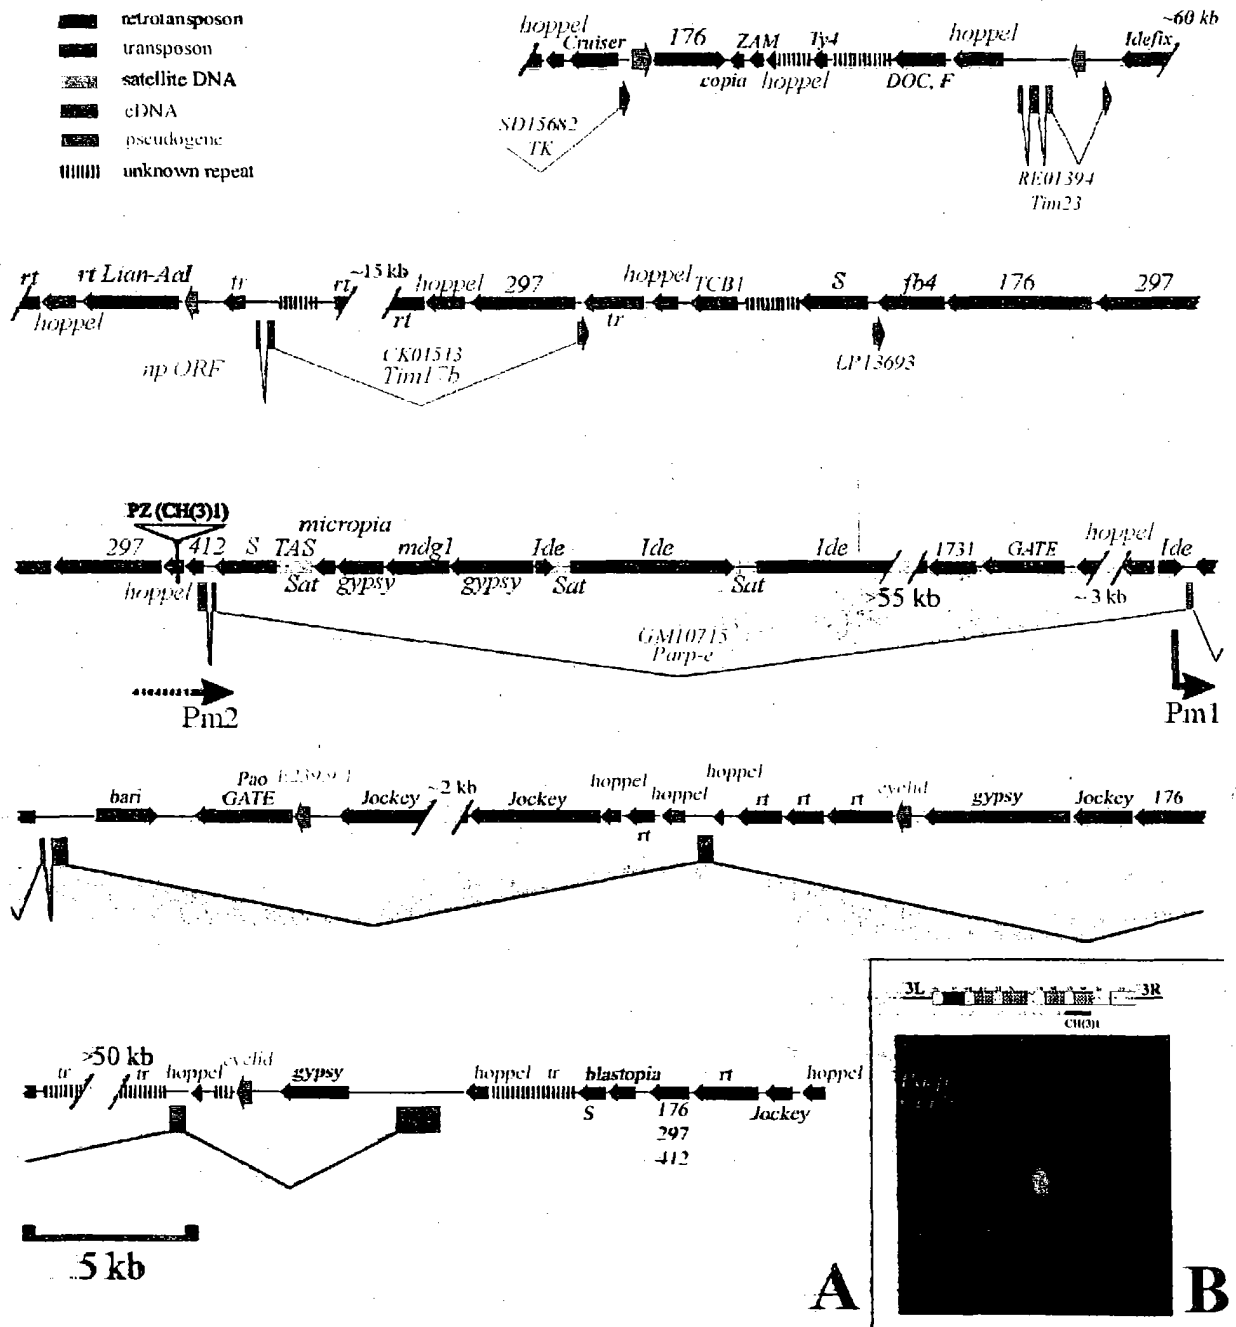 retrotransposon
transposon
satellite DNA
cDNA
pseudogene
unknown repeat
hoppel Cruiser 176 ZAM Ty4 hoppel Idefix ~60 kb
copia hoppel DOC, F
SD15682
TK
RE01394
Tim23
rt rt Lian-Aal tr rt ~15 kb hoppel 297 hoppel TCB1 S fb4 176 297
hoppel rt tr
np ORF
CK01513
Tim17b
LP13693
PZ (CH(3)1)
micropia
297 412 S TAS mdg1 Ide Ide Ide 1731 GATE hoppel Ide
hoppel Sat gypsy gypsy Sat Sat >55 kb ~3 kb
GM10715
Parp-e
Pm2
Pm1
bari Pao GATE Jockey ~2 kb Jockey hoppel hoppel hoppel rt rt rt cyclid gypsy Jockey 176
rt
tr >50 kb tr hoppel cyclid gypsy hoppel tr blastopia rt hoppel
S 176 Jockey
297
412
5 kb
3L 3R
CH(3)1
A B